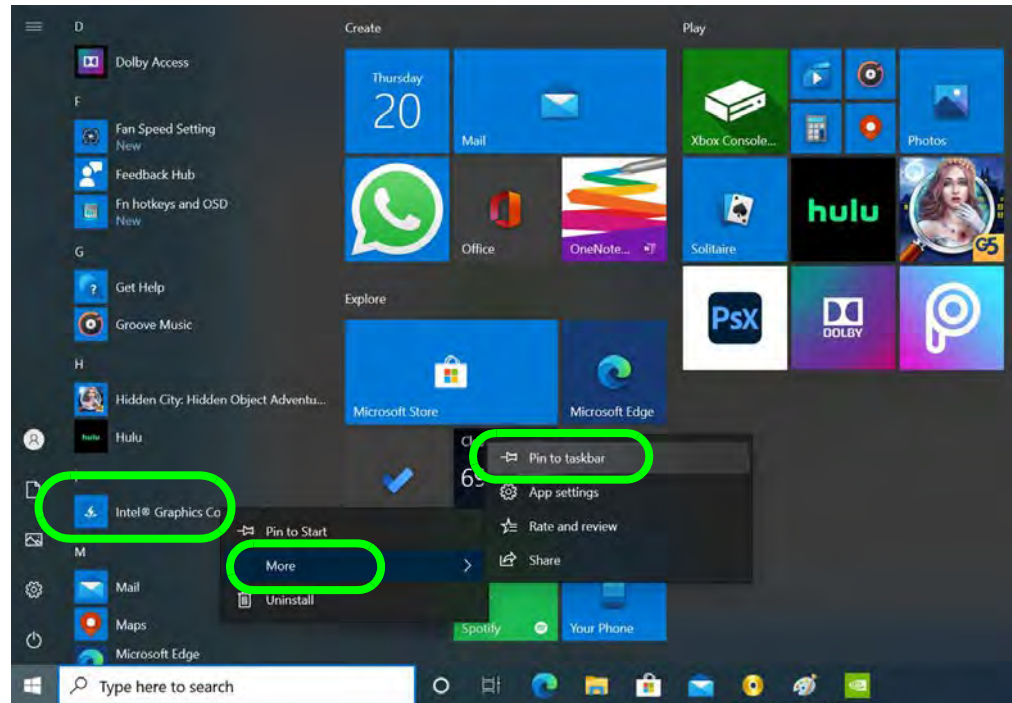 D
Dolby Access
F
Fan Speed Setting
New
Feedback Hub
Fn hotkeys and OSD
New
G
Get Help
Groove Music
H
Hidden City: Hidden Object Adventu...
hulu
Hulu
Intel® Graphics Co
M
Mail
Maps
Microsoft Edge
Create
Thursday
20
Mail
Office
OneNote...
Explore
Microsoft Store
Microsoft Edge
Spotify
Your Phone
Play
Xbox Console...
Photos
Solitaire
hulu
G5
PsX
DOLBY
Pin to Start
More
Uninstall
Pin to taskbar
App settings
Rate and review
Share
Type here to search